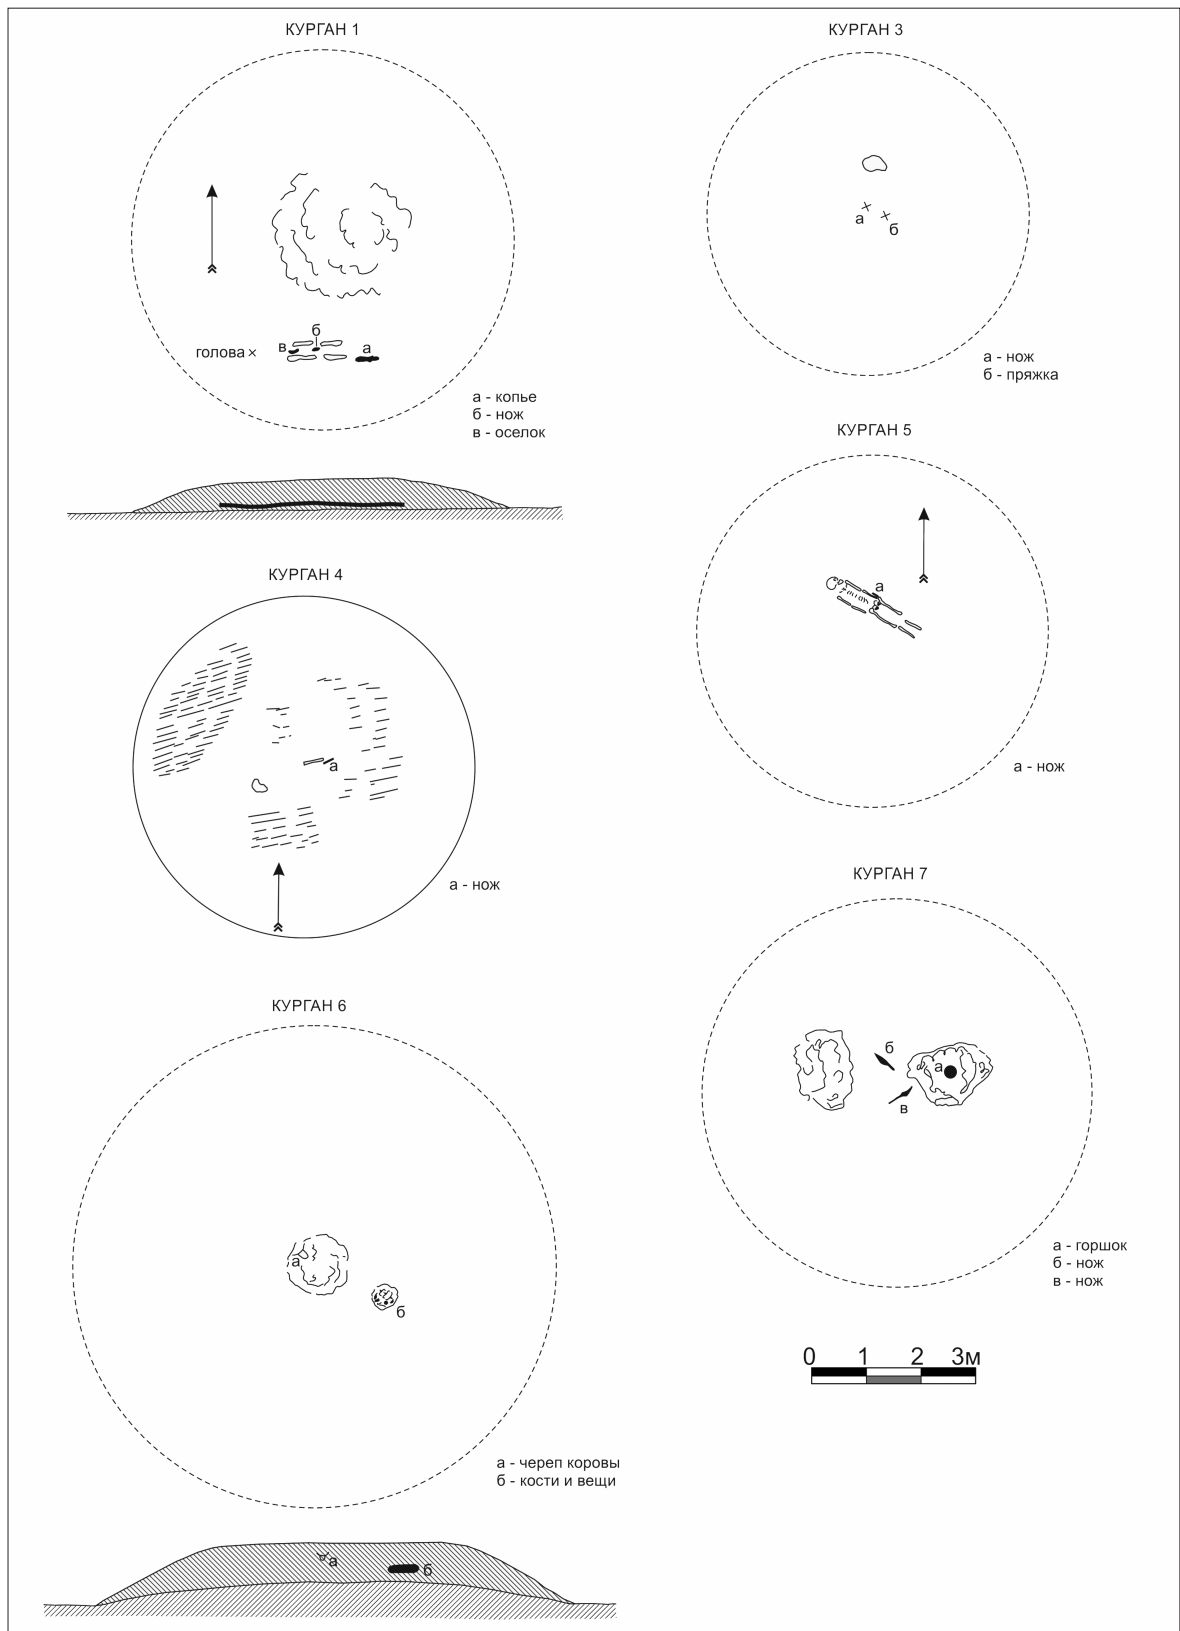 КУРГАН 1
б
в
а
голова ×
а - копье
б - нож
в - оселок
КУРГАН 3
а
б
а - нож
б - пряжка
КУРГАН 4
а
а - нож
КУРГАН 5
а
а - нож
КУРГАН 6
а
б
а - череп коровы
б - кости и вещи
а
б
КУРГАН 7
б
а
в
а - горшок
б - нож
в - нож
0 1 2 3м